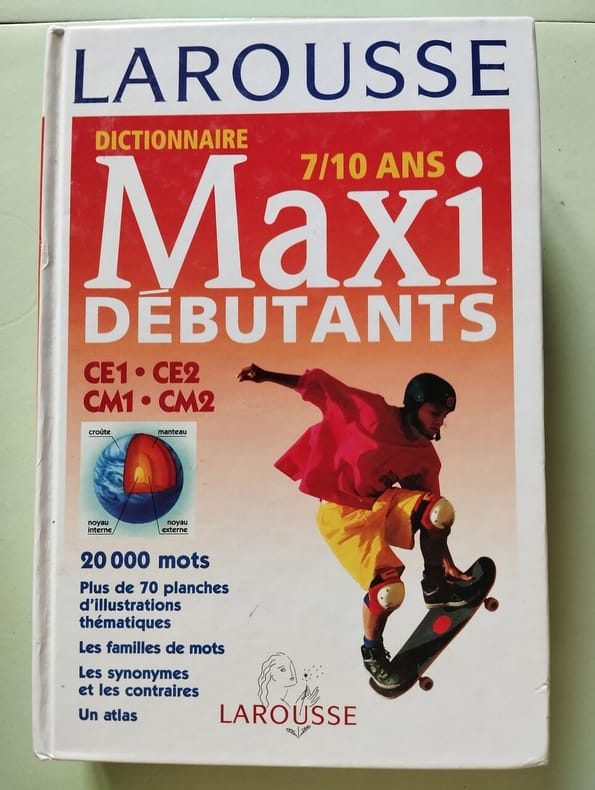 LAROUSSE
DICTIONNAIRE
7/10 ANS
Maxi
DÉBUTANTS
CE1 • CE2
CM1 • CM2
croûte
manteau
noyau
interne
noyau
externe
20 000 mots
Plus de 70 planches
d'illustrations
thématiques
Les familles de mots
Les synonymes
et les contraires
Un atlas
LAROUSSE